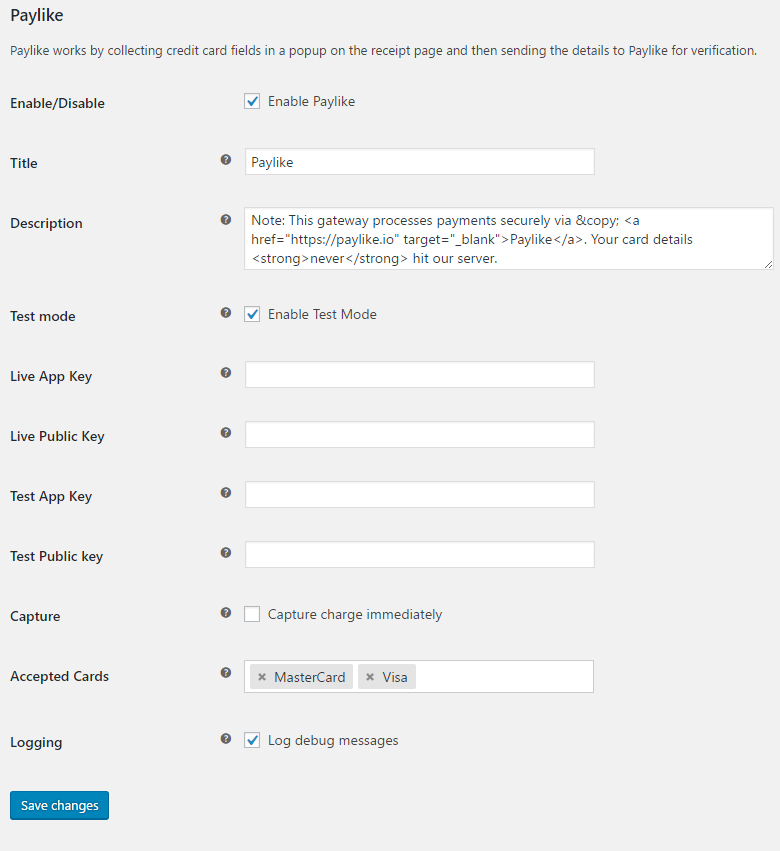 Paylike
Paylike works by collecting credit card fields in a popup on the receipt page and then sending the details to Paylike for verification.
Enable/Disable
Enable Paylike
Title
Paylike
Description
Note: This gateway processes payments securely via &copy; <a
href="https://paylike.io" target="_blank">Paylike</a>. Your card details
<strong>never</strong> hit our server.
Test mode
Enable Test Mode
Live App Key
Live Public Key
Test App Key
Test Public key
Capture
Capture charge immediately
Accepted Cards
× MasterCard × Visa
Logging
Log debug messages
Save changes